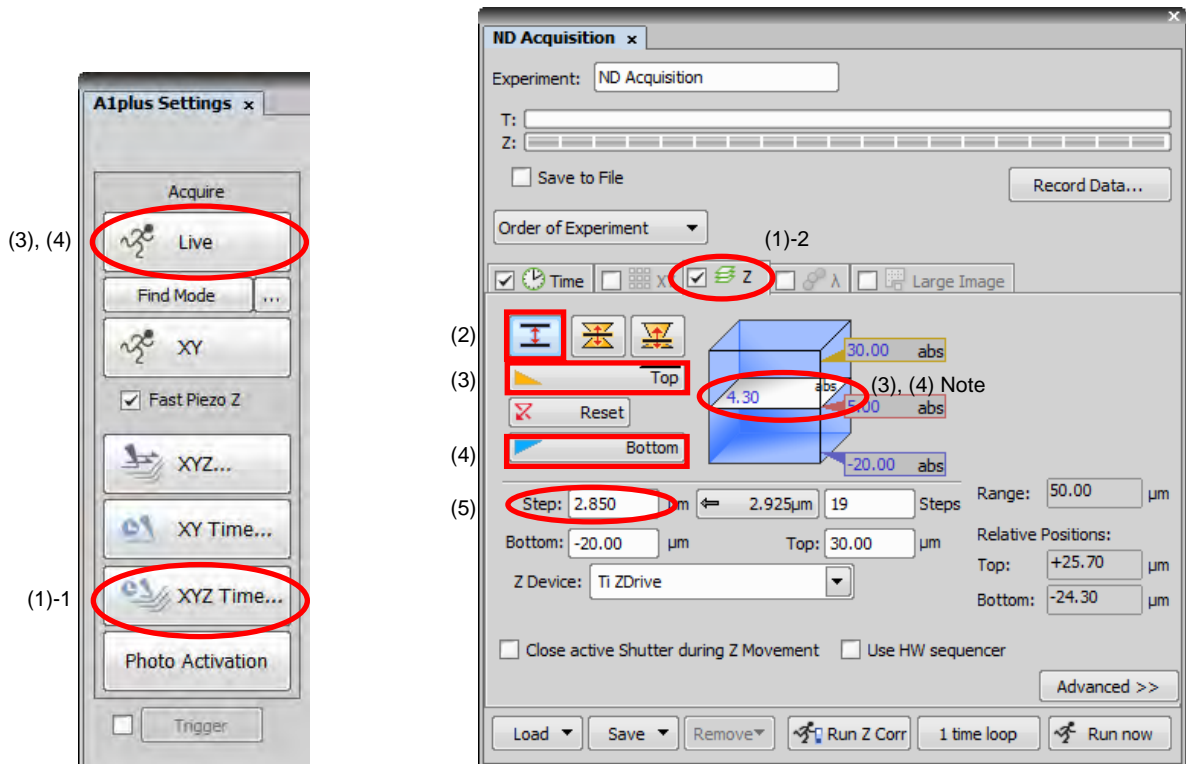 A1plus Settings x
Acquire
(3), (4)
Live
Find Mode ...
XY
Fast Piezo Z
XYZ...
XY Time...
(1)-1
XYZ Time...
Photo Activation
Trigger
x
ND Acquisition x
Experiment: ND Acquisition
T:
Z:
Save to File
Record Data...
Order of Experiment
(1)-2
Time XY Z λ Large Image
(2)
30.00 abs
(3) Top
4.30 abs (3), (4) Note
Reset
5.00 abs
(4) Bottom
-20.00 abs
(5) Step: 2.850 μm 2.925μm 19 Steps Range: 50.00 μm
Bottom: -20.00 μm Top: 30.00 μm Relative Positions:
Top: +25.70 μm
Z Device: Ti ZDrive
Bottom: -24.30 μm
Close active Shutter during Z Movement Use HW sequencer
Advanced >>
Load Save Remove Run Z Corr 1 time loop Run now